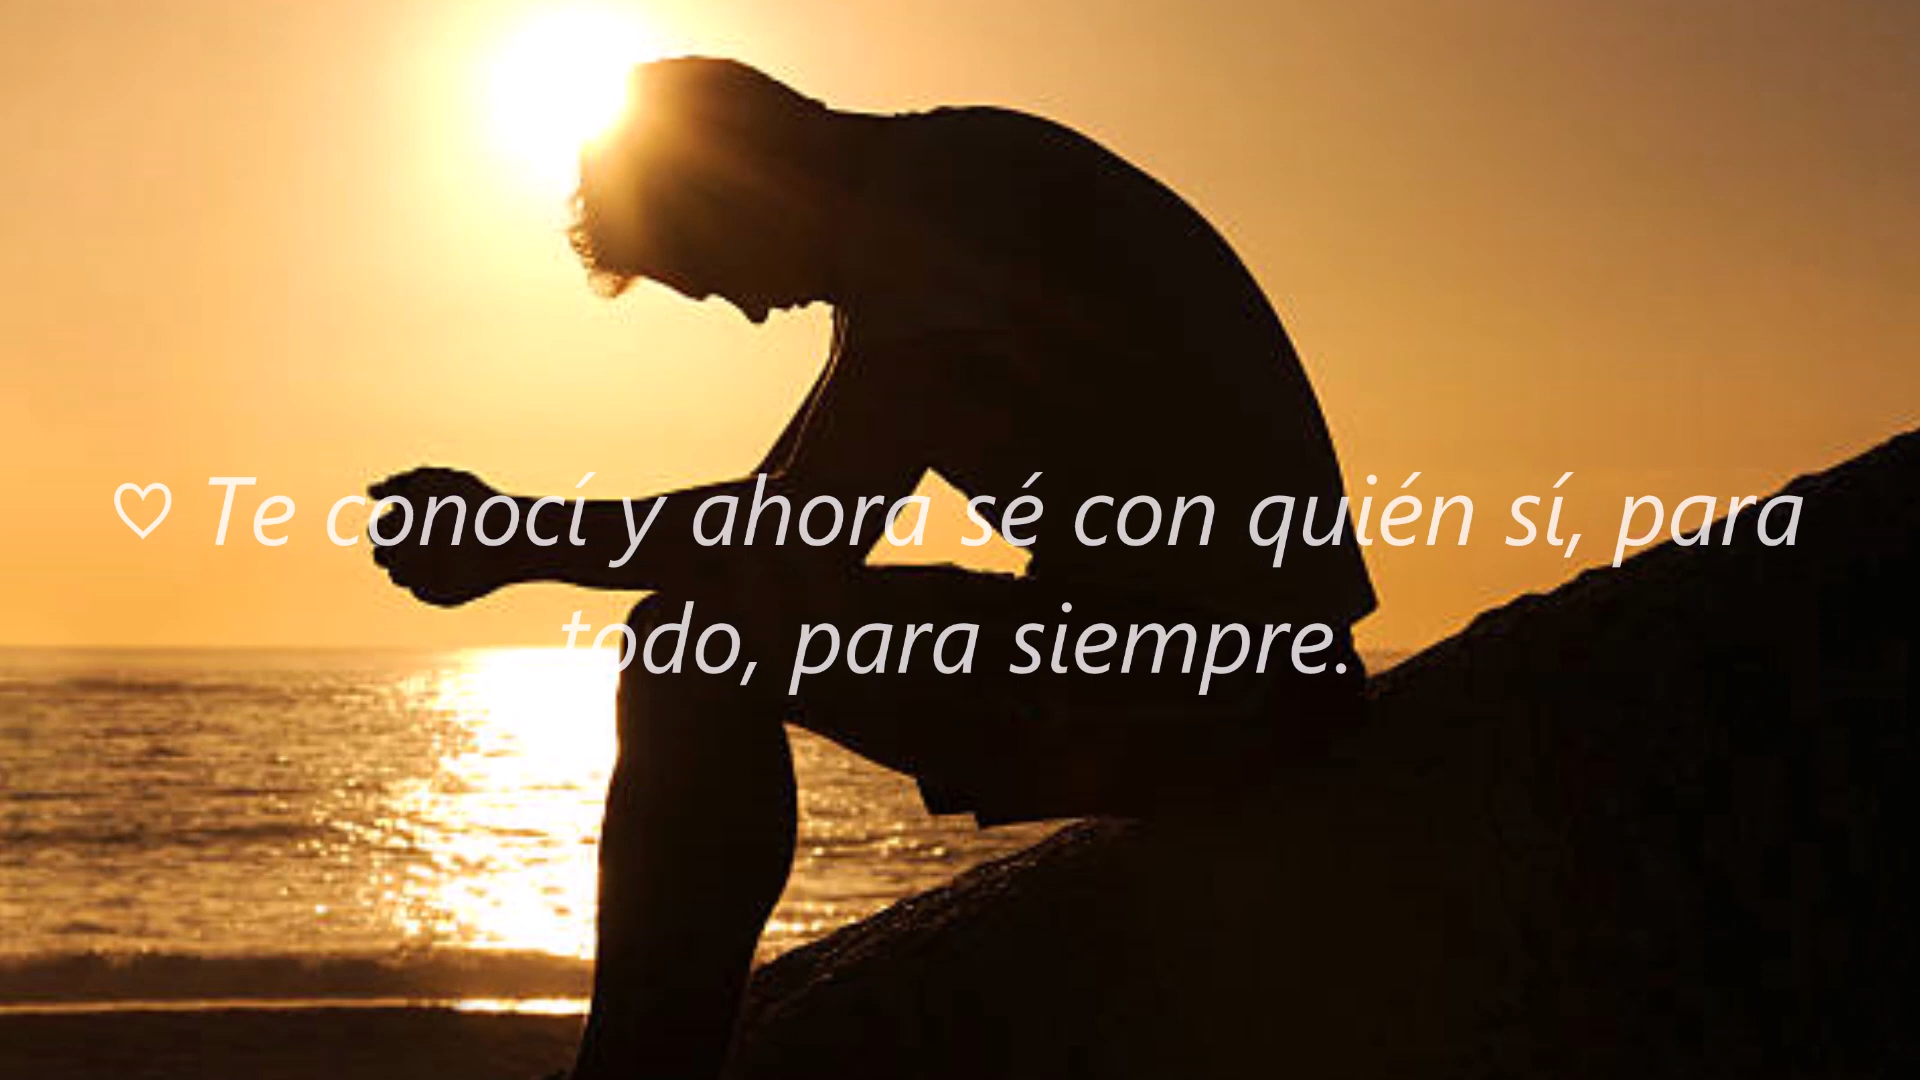 ♡ Te conocí y ahora sé con quién sí, para
todo, para siempre.